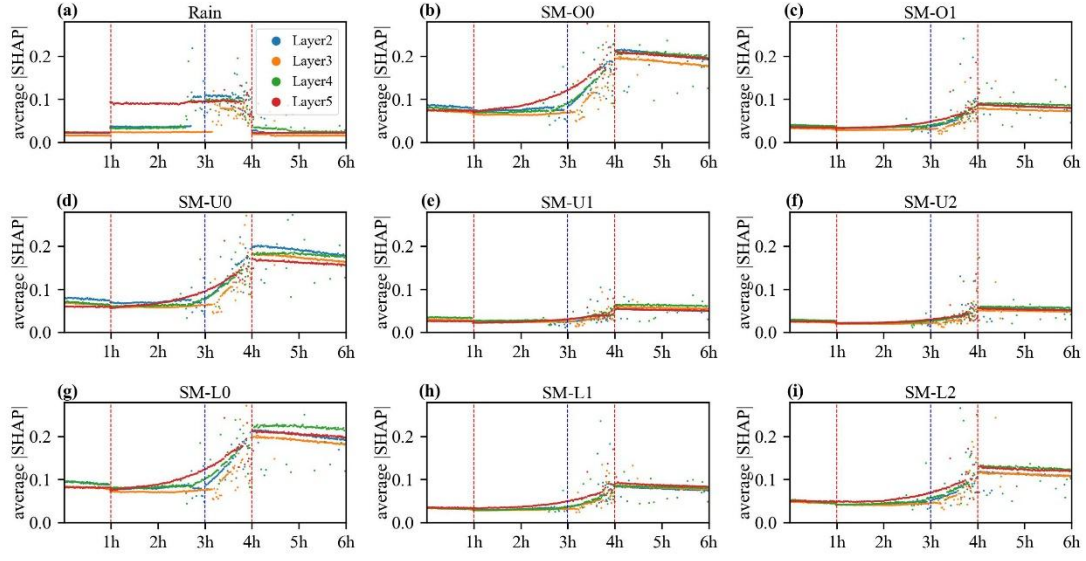 (a) Rain
(b) SM-O0
(c) SM-O1
average |SHAP|
0.2
0.1
0.0
Layer2
Layer3
Layer4
Layer5
1h 2h 3h 4h 5h 6h
average |SHAP|
0.2
0.1
0.0
1h 2h 3h 4h 5h 6h
average |SHAP|
0.2
0.1
0.0
1h 2h 3h 4h 5h 6h
(d) SM-U0
(e) SM-U1
(f) SM-U2
average |SHAP|
0.2
0.1
0.0
1h 2h 3h 4h 5h 6h
average |SHAP|
0.2
0.1
0.0
1h 2h 3h 4h 5h 6h
average |SHAP|
0.2
0.1
0.0
1h 2h 3h 4h 5h 6h
(g) SM-L0
(h) SM-L1
(i) SM-L2
average |SHAP|
0.2
0.1
0.0
1h 2h 3h 4h 5h 6h
average |SHAP|
0.2
0.1
0.0
1h 2h 3h 4h 5h 6h
average |SHAP|
0.2
0.1
0.0
1h 2h 3h 4h 5h 6h